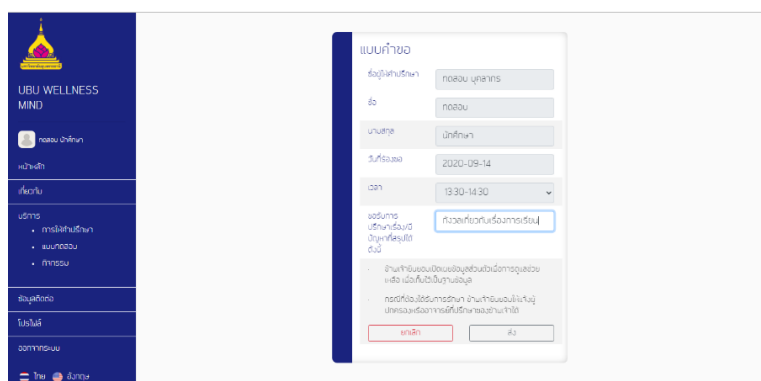 UBU WELLNESS
MIND
ทดสอบ นักศึกษา
หน้าหลัก
เกี่ยวกับ
บริการ
การให้คำปรึกษา
แบบทดสอบ
กิจกรรม
ข้อมูลติดต่อ
โปรไฟล์
ออกจากระบบ
ไทย อังกฤษ
แบบคำขอ
ชื่อผู้ให้คำปรึกษา ทดสอบ บุคลากร
ชื่อ ทดสอบ
นามสกุล นักศึกษา
วันที่ร้องขอ 2020-09-14
เวลา 13:30-14:30
ขอรับการ
ปรึกษาเรื่อง/มี
ปัญหาที่สรุปได้
ดังนี้
กังวลเกี่ยวกับเรื่องการเรียน
ข้าพเจ้ายินยอมเปิดเผยข้อมูลส่วนตัวเพื่อการดูแลช่วย
เหลือ เพื่อเก็บไว้เป็นฐานข้อมูล
กรณีที่ต้องได้รับการรักษา ข้าพเจ้ายินยอมให้แจ้งผู้
ปกครองหรืออาจารย์ที่ปรึกษาของข้าพเจ้าได้
ยกเลิก ส่ง